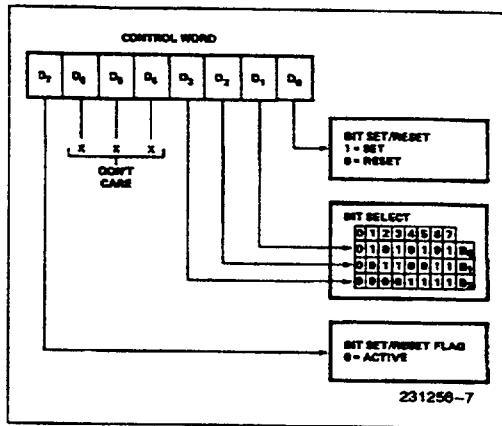 CONTROL WORD
D7 D6 D5 D4 D3 D2 D1 D0
X X X
DON'T
CARE
BIT SET/RESET
1 = SET
0 = RESET
BIT SELECT
0 1 2 3 4 5 6 7
0 1 0 1 0 1 0 1 B0
0 0 1 1 0 0 1 1 B1
0 0 0 0 1 1 1 1 B2
BIT SET/RESET FLAG
0 = ACTIVE
231256–7